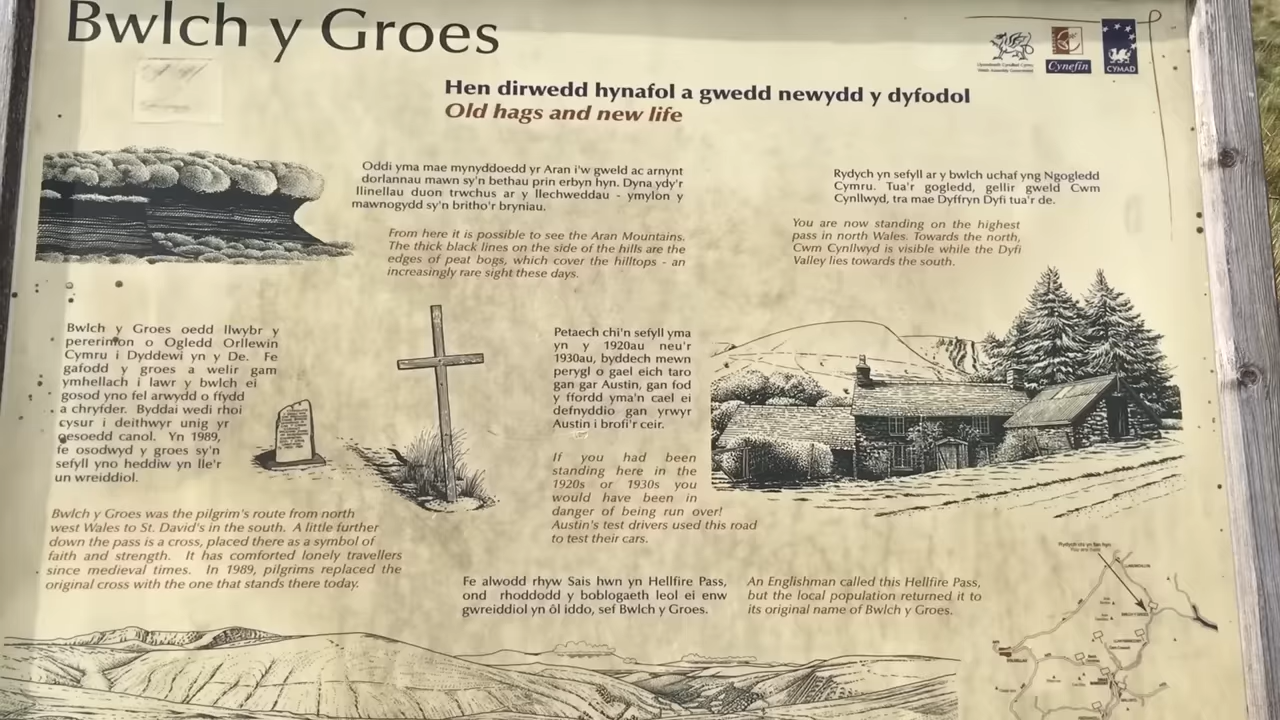 Bwlch y Groes
Cynefin
CYMAD
Hen dirwedd hynafol a gwedd newydd y dyfodol
Old hags and new life
Oddi yma mae mynyddoedd yr Aran i'w gweld ac arnynt
dorlannau mawn sy'n bethau prin erbyn hyn. Dyna ydy'r
llinellau duon trwchus ar y llechweddau - ymylon y
mawnogydd sy'n britho'r bryniau.
From here it is possible to see the Aran Mountains.
The thick black lines on the side of the hills are the
edges of peat bogs, which cover the hilltops - an
increasingly rare sight these days.
Rydych yn sefyll ar y bwlch uchaf yng Ngogledd
Cymru. Tua'r gogledd, gellir gweld Cwm
Cynllwyd, tra mae Dyffryn Dyfi tua'r de.
You are now standing on the highest
pass in north Wales. Towards the north,
Cwm Cynllwyd is visible while the Dyfi
Valley lies towards the south.
Bwlch y Groes oedd llwybr y
pererinion o Ogledd Orllewin
Cymru i Dyddewi yn y De. Fe
gafodd y groes a welir gam
ymhellach i lawr y bwlch ei
gosod yno fel arwydd o ffydd
a chryfder. Byddai wedi rhoi
cysur i deithwyr unig yr
oesoedd canol. Yn 1989,
fe osodwyd y groes sy'n
sefyll yno heddiw yn lle'r
un wreiddiol.
Bwlch y Groes was the pilgrim's route from north
west Wales to St. David's in the south. A little further
down the pass is a cross, placed there as a symbol of
faith and strength. It has comforted lonely travellers
since medieval times. In 1989, pilgrims replaced the
original cross with the one that stands there today.
Petaech chi'n sefyll yma
yn y 1920au neu'r
1930au, byddech mewn
perygl o gael eich taro
gan gar Austin, gan fod
y ffordd yma'n cael ei
defnyddio gan yrwyr
Austin i brofi'r ceir.
If you had been
standing here in the
1920s or 1930s you
would have been in
danger of being run over!
Austin's test drivers used this road
to test their cars.
Fe alwodd rhyw Sais hwn yn Hellfire Pass,
ond rhoddodd y boblogaeth leol ei enw
gwreiddiol yn ôl iddo, sef Bwlch y Groes.
An Englishman called this Hellfire Pass,
but the local population returned it to
its original name of Bwlch y Groes.